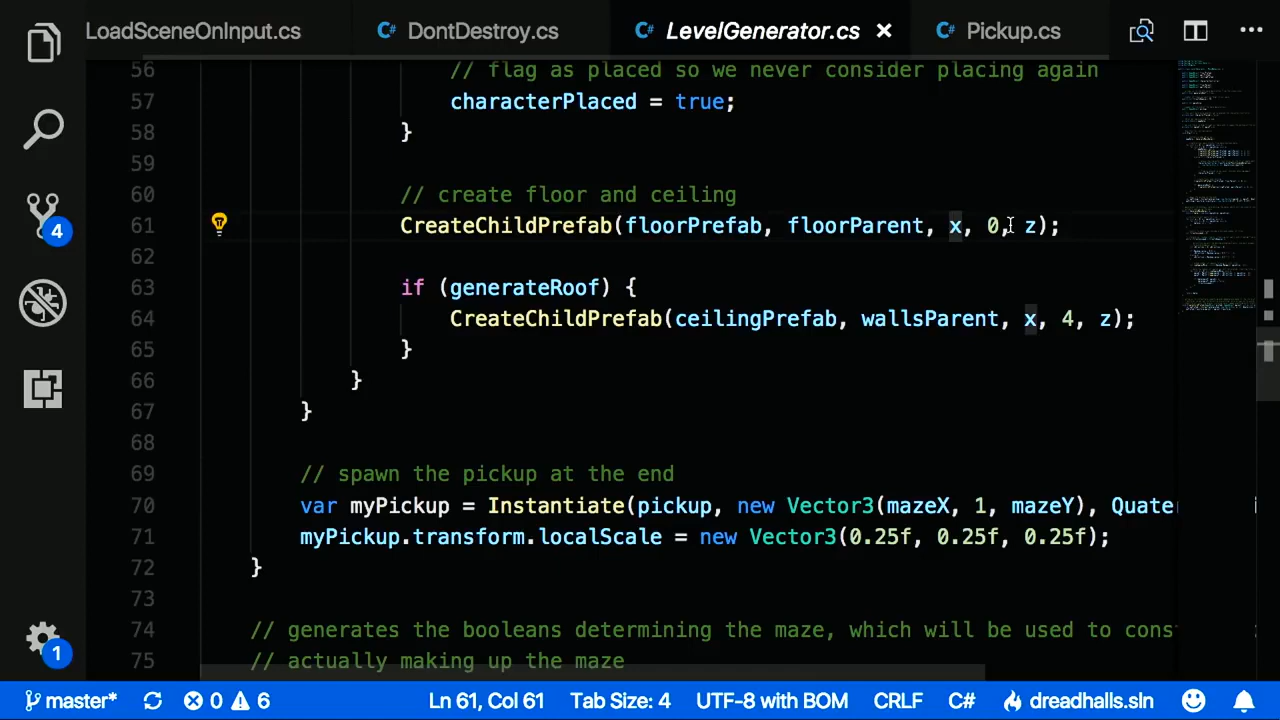 LoadSceneOnInput.cs
C# DontDestroy.cs
C# LevelGenerator.cs
C# Pickup.cs
56 // flag as placed so we never consider placing again
57 characterPlaced = true;
58 }
59
60 // create floor and ceiling
61 CreateChildPrefab(floorPrefab, floorParent, x, 0, z);
62
63 if (generateRoof) {
64 CreateChildPrefab(ceilingPrefab, wallsParent, x, 4, z);
65 }
66 }
67 }
68
69 // spawn the pickup at the end
70 var myPickup = Instantiate(pickup, new Vector3(mazeX, 1, mazeY), Quate
71 myPickup.transform.localScale = new Vector3(0.25f, 0.25f, 0.25f);
72 }
73
74 // generates the booleans determining the maze, which will be used to cons
75 // actually making up the maze
4
1
master* 0 6 Ln 61, Col 61 Tab Size: 4 UTF-8 with BOM CRLF C# dreadhalls.sln